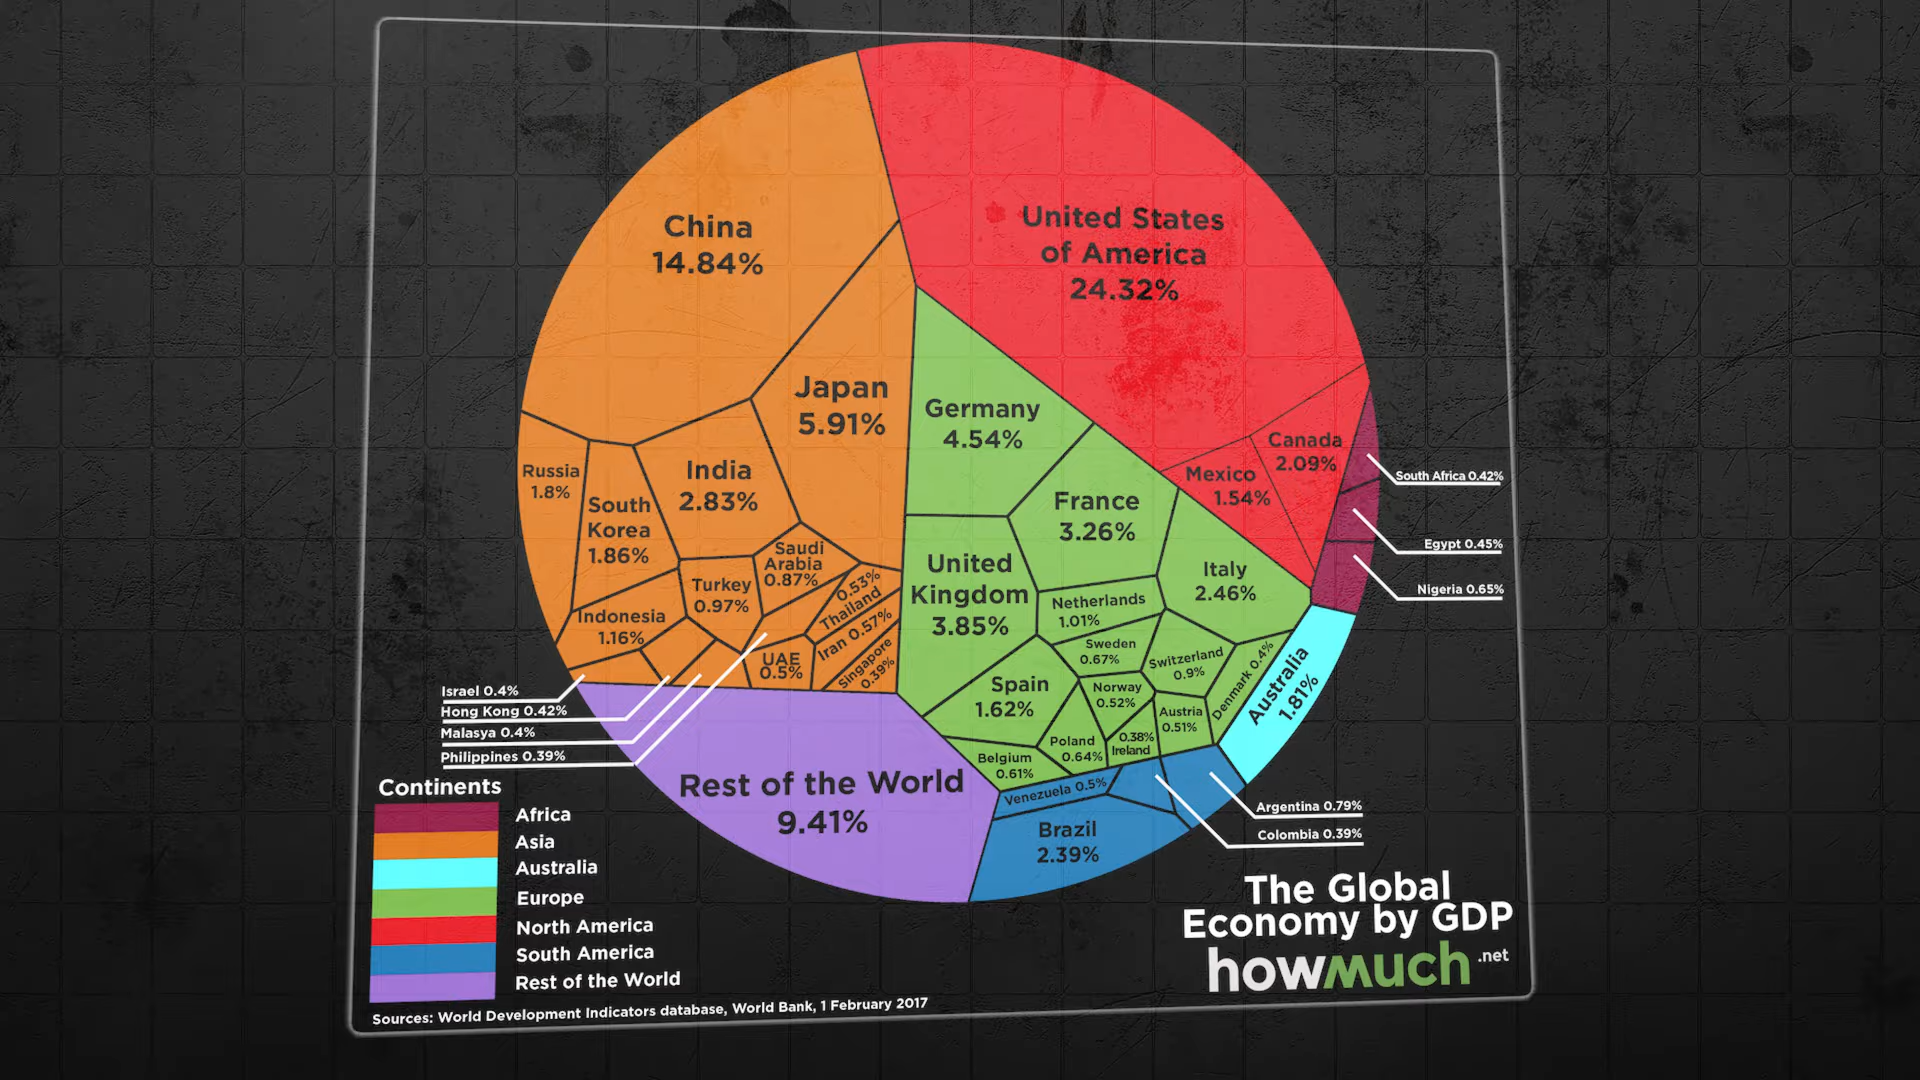 China
14.84%
United States
of America
24.32%
Japan
5.91%
Germany
4.54%
Canada
2.09%
Mexico
1.54%
South Africa 0.42%
Egypt 0.45%
Nigeria 0.65%
Russia
1.8%
South
Korea
1.86%
India
2.83%
France
3.26%
United
Kingdom
3.85%
Italy
2.46%
Saudi
Arabia
0.87%
Turkey
0.97%
0.53%
Thailand
Iran 0.57%
Singapore
0.39%
UAE
0.5%
Indonesia
1.16%
Netherlands
1.01%
Sweden
0.67%
Switzerland
0.9%
Denmark 0.4%
Australia
1.81%
Spain
1.62%
Norway
0.52%
Austria
0.51%
Poland
0.64%
0.38%
Ireland
Belgium
0.61%
Israel 0.4%
Hong Kong 0.42%
Malasya 0.4%
Philippines 0.39%
Rest of the World
9.41%
Venezuela 0.5%
Brazil
2.39%
Argentina 0.79%
Colombia 0.39%
Continents
Africa
Asia
Australia
Europe
North America
South America
Rest of the World
Sources: World Development Indicators database, World Bank, 1 February 2017
The Global
Economy by GDP
howmuch.net